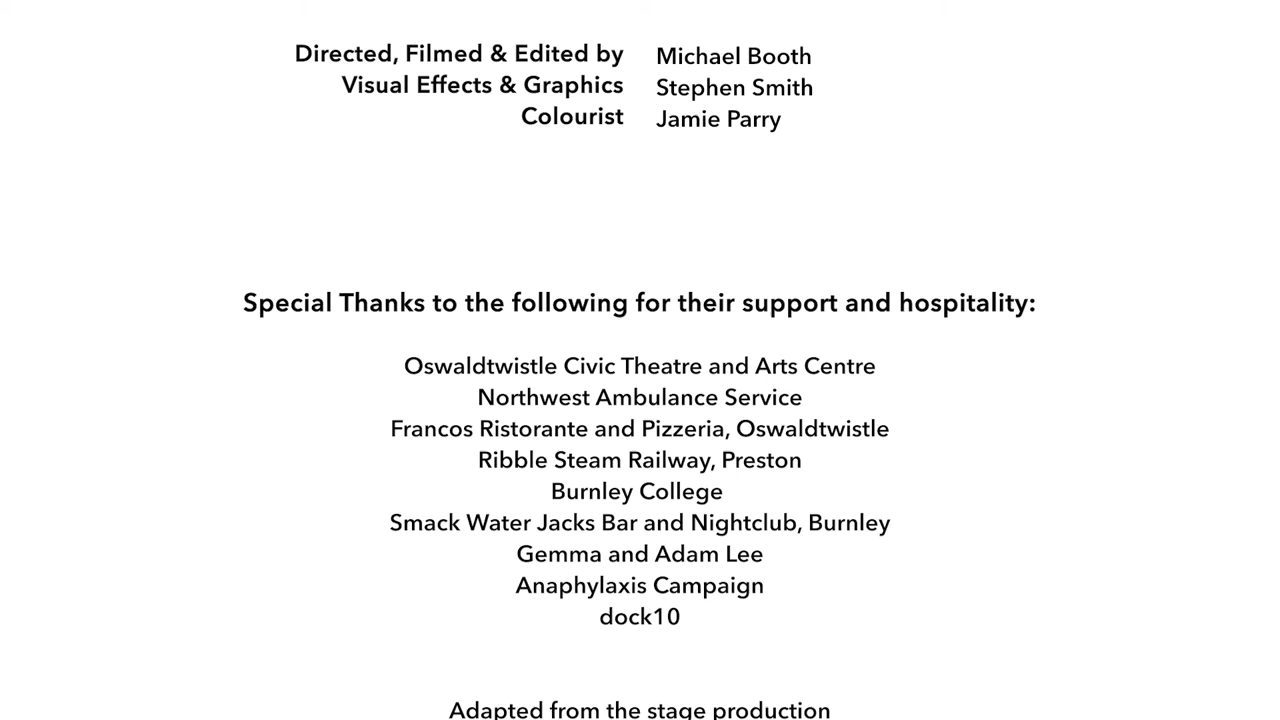 Directed, Filmed & Edited by Michael Booth
Visual Effects & Graphics Stephen Smith
Colourist Jamie Parry
Special Thanks to the following for their support and hospitality:
Oswaldtwistle Civic Theatre and Arts Centre
Northwest Ambulance Service
Francos Ristorante and Pizzeria, Oswaldtwistle
Ribble Steam Railway, Preston
Burnley College
Smack Water Jacks Bar and Nightclub, Burnley
Gemma and Adam Lee
Anaphylaxis Campaign
dock10
Adapted from the stage production